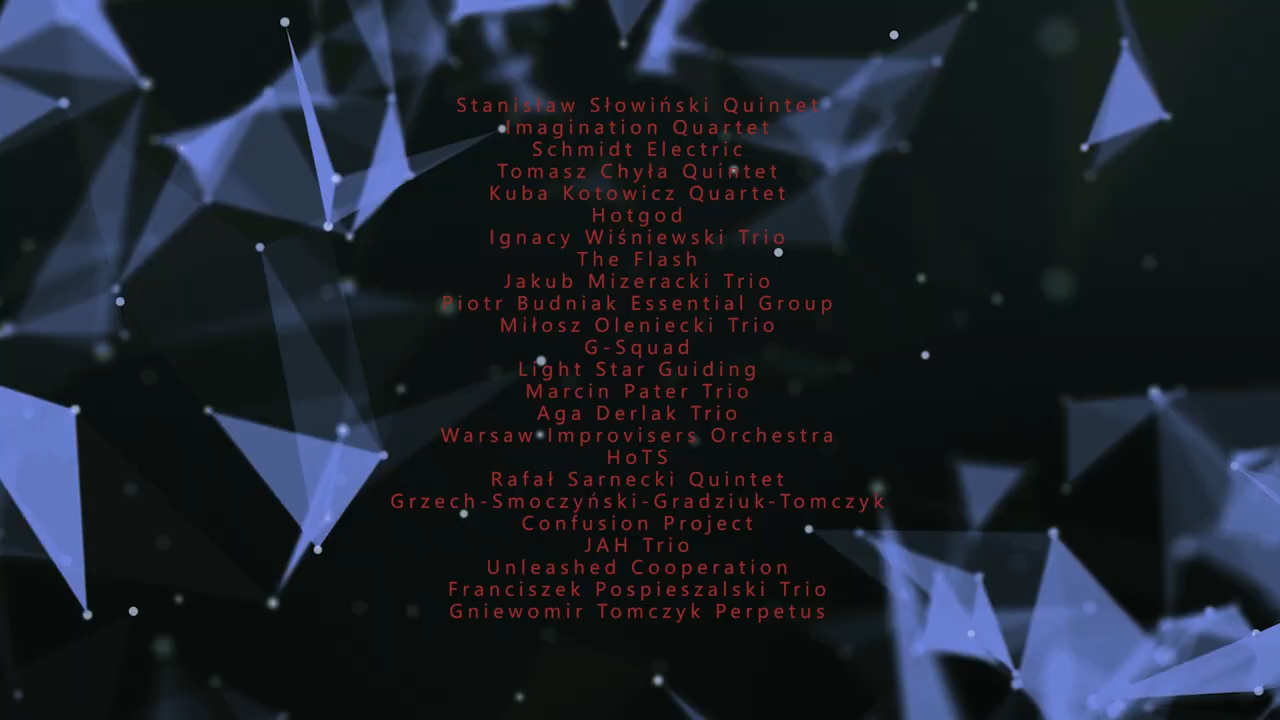 Stanisław Słowiński Quintet
Imagination Quartet
Schmidt Electric
Tomasz Chyła Quintet
Kuba Kotowicz Quartet
Hotgod
Ignacy Wiśniewski Trio
The Flash
Jakub Mizeracki Trio
Piotr Budniak Essential Group
Miłosz Oleniecki Trio
G-Squad
Light Star Guiding
Marcin Pater Trio
Aga Derlak Trio
Warsaw Improvisers Orchestra
HoTS
Rafał Sarnecki Quintet
Grzech-Smoczyński-Gradziuk-Tomczyk
Confusion Project
JAH Trio
Unleashed Cooperation
Franciszek Pospieszalski Trio
Gniewomir Tomczyk Perpetus